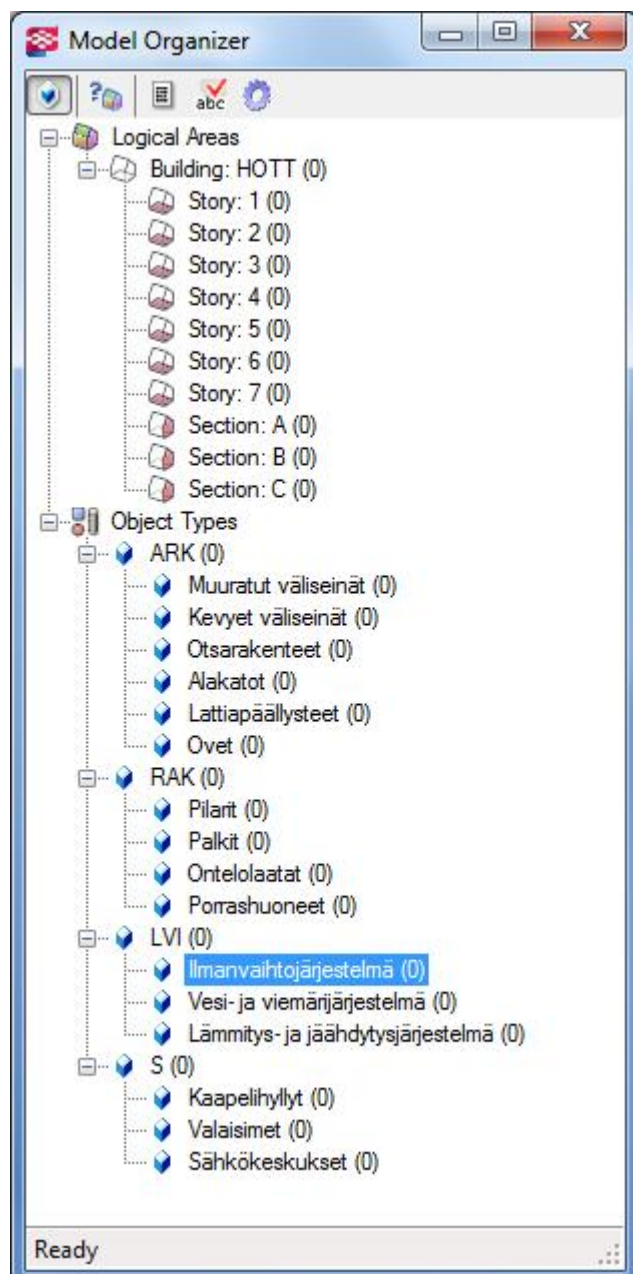 Model Organizer
?
abc
Logical Areas
Building: HOTT (0)
Story: 1 (0)
Story: 2 (0)
Story: 3 (0)
Story: 4 (0)
Story: 5 (0)
Story: 6 (0)
Story: 7 (0)
Section: A (0)
Section: B (0)
Section: C (0)
Object Types
ARK (0)
Muuratut väliseinät (0)
Kevyet väliseinät (0)
Otsarakenteet (0)
Alakatot (0)
Lattiapäällysteet (0)
Ovet (0)
RAK (0)
Pilarit (0)
Palkit (0)
Ontelolaatat (0)
Porrashuoneet (0)
LVI (0)
Ilmanvaihtojärjestelmä (0)
Vesi- ja viemärijärjestelmä (0)
Lämmitys- ja jäähdytysjärjestelmä (0)
S (0)
Kaapelihyllyt (0)
Valaisimet (0)
Sähkökeskukset (0)
Ready